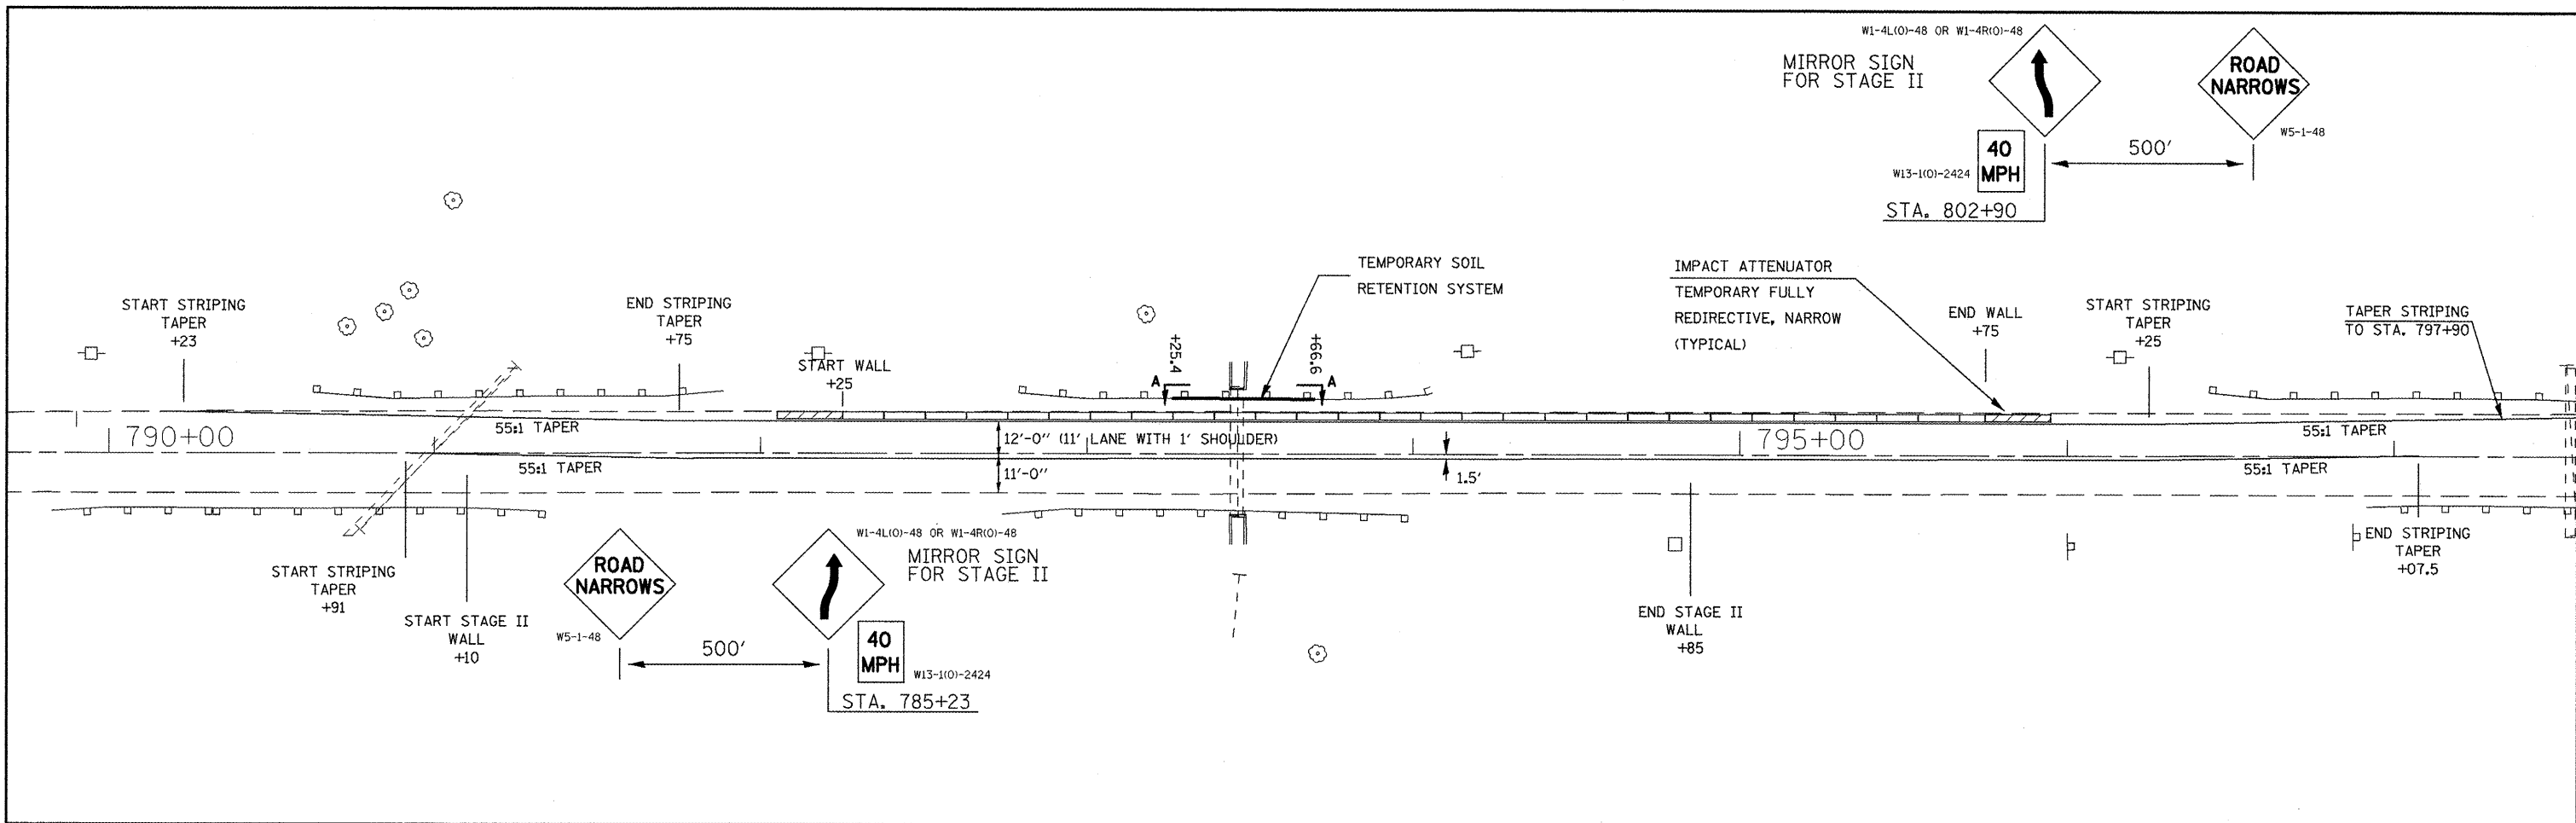 W1-4L(O)-48 OR W1-4R(O)-48
MIRROR SIGN
FOR STAGE II
ROAD
NARROWS
W5-1-48
40
MPH
500'
W13-1(O)-2424
STA. 802+90
TEMPORARY SOIL
RETENTION SYSTEM
IMPACT ATTENUATOR
TEMPORARY FULLY
REDIRECTIVE, NARROW
(TYPICAL)
START STRIPING
TAPER
+23
END STRIPING
TAPER
+75
START WALL
+25
+25.4
+66.6
A
A
END WALL
+75
START STRIPING
TAPER
+25
TAPER STRIPING
TO STA. 797+90
790+00
55:1 TAPER
12'-0" (11' LANE WITH 1' SHOULDER)
795+00
55:1 TAPER
55:1 TAPER
11'-0"
1.5'
55:1 TAPER
START STRIPING
TAPER
+91
START STAGE II
WALL
+10
W1-4L(O)-48 OR W1-4R(O)-48
MIRROR SIGN
FOR STAGE II
ROAD
NARROWS
W5-1-48
500'
40
MPH
W13-1(O)-2424
STA. 785+23
END STAGE II
WALL
+85
END STRIPING
TAPER
+07.5